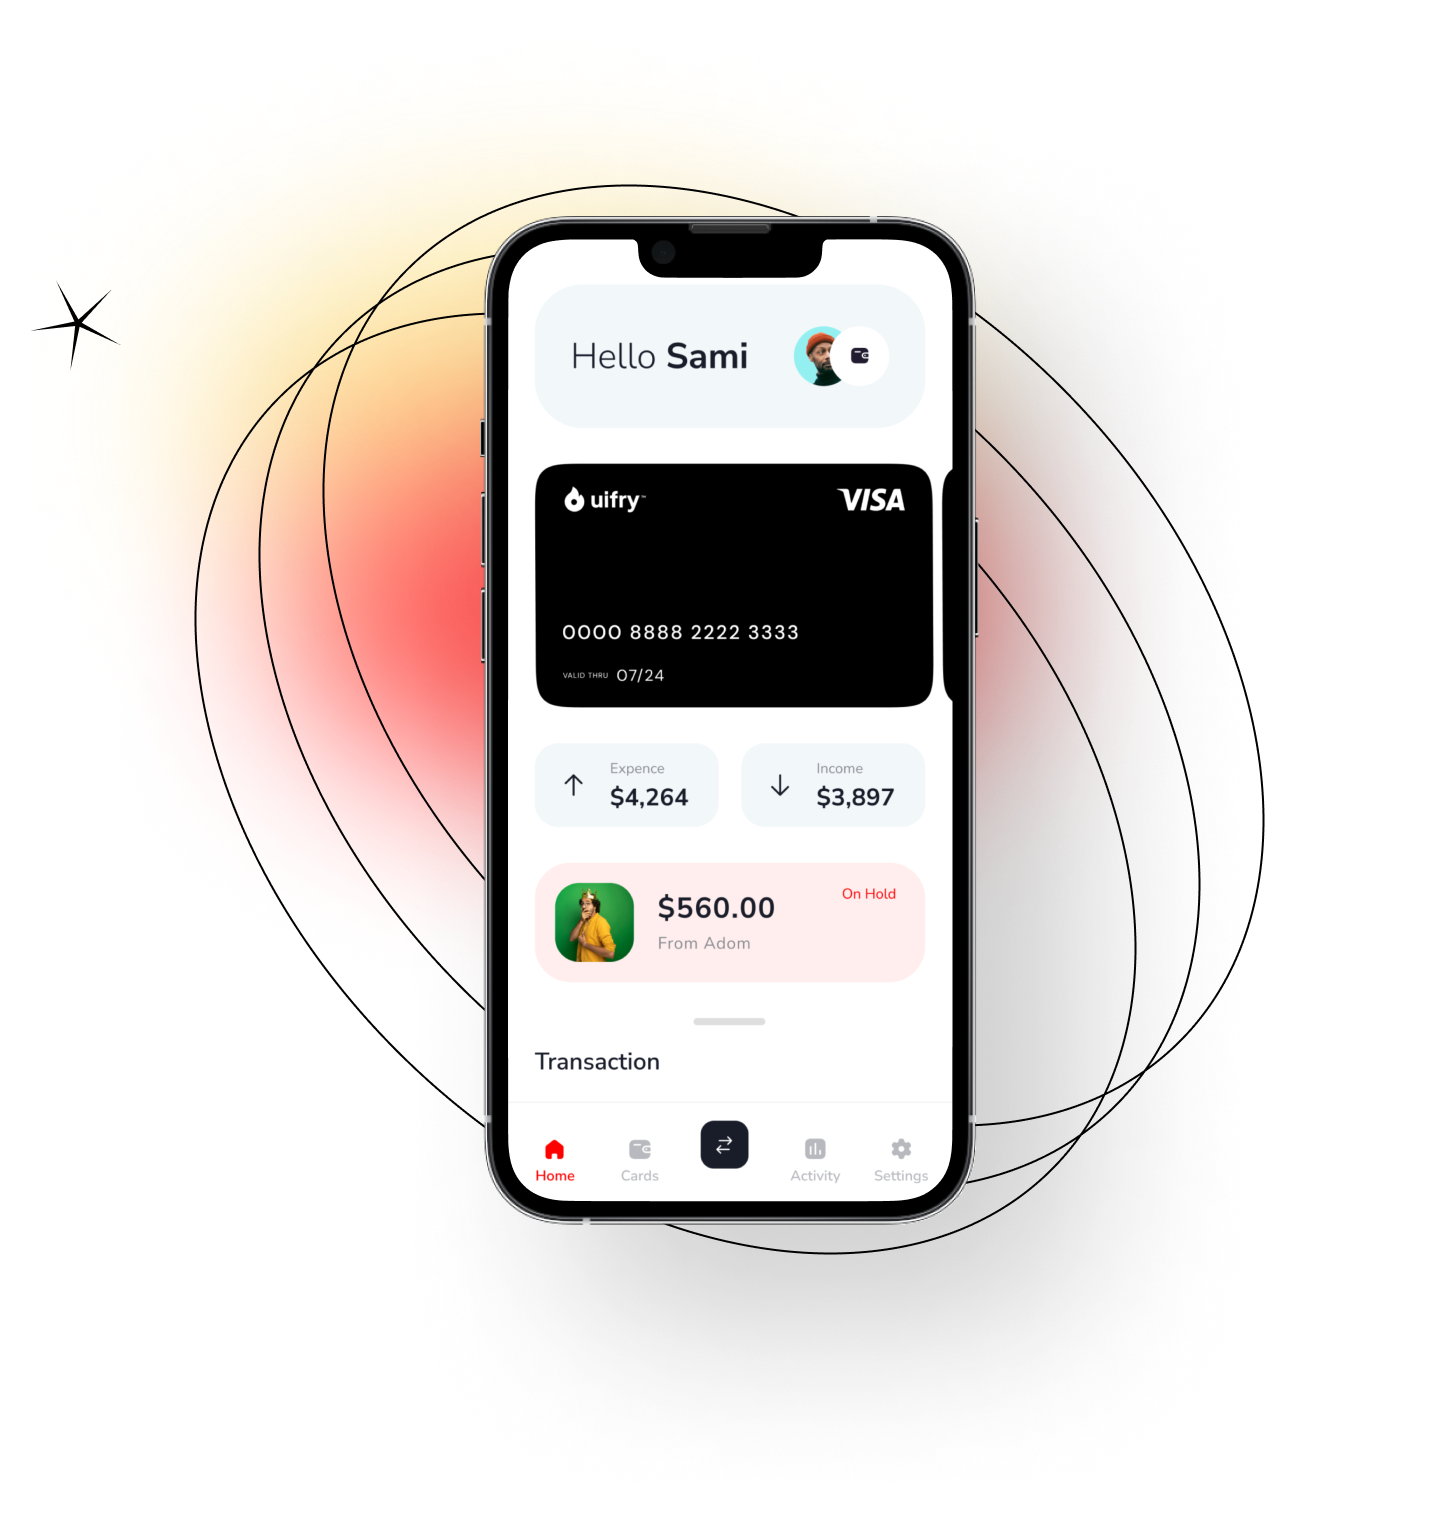 Hello Sami
uifry™
VISA
0000 8888 2222 3333
VALID THRU 07/24
Expence
$4,264
Income
$3,897
On Hold
$560.00
From Adom
Transaction
Home
Cards
Activity
Settings